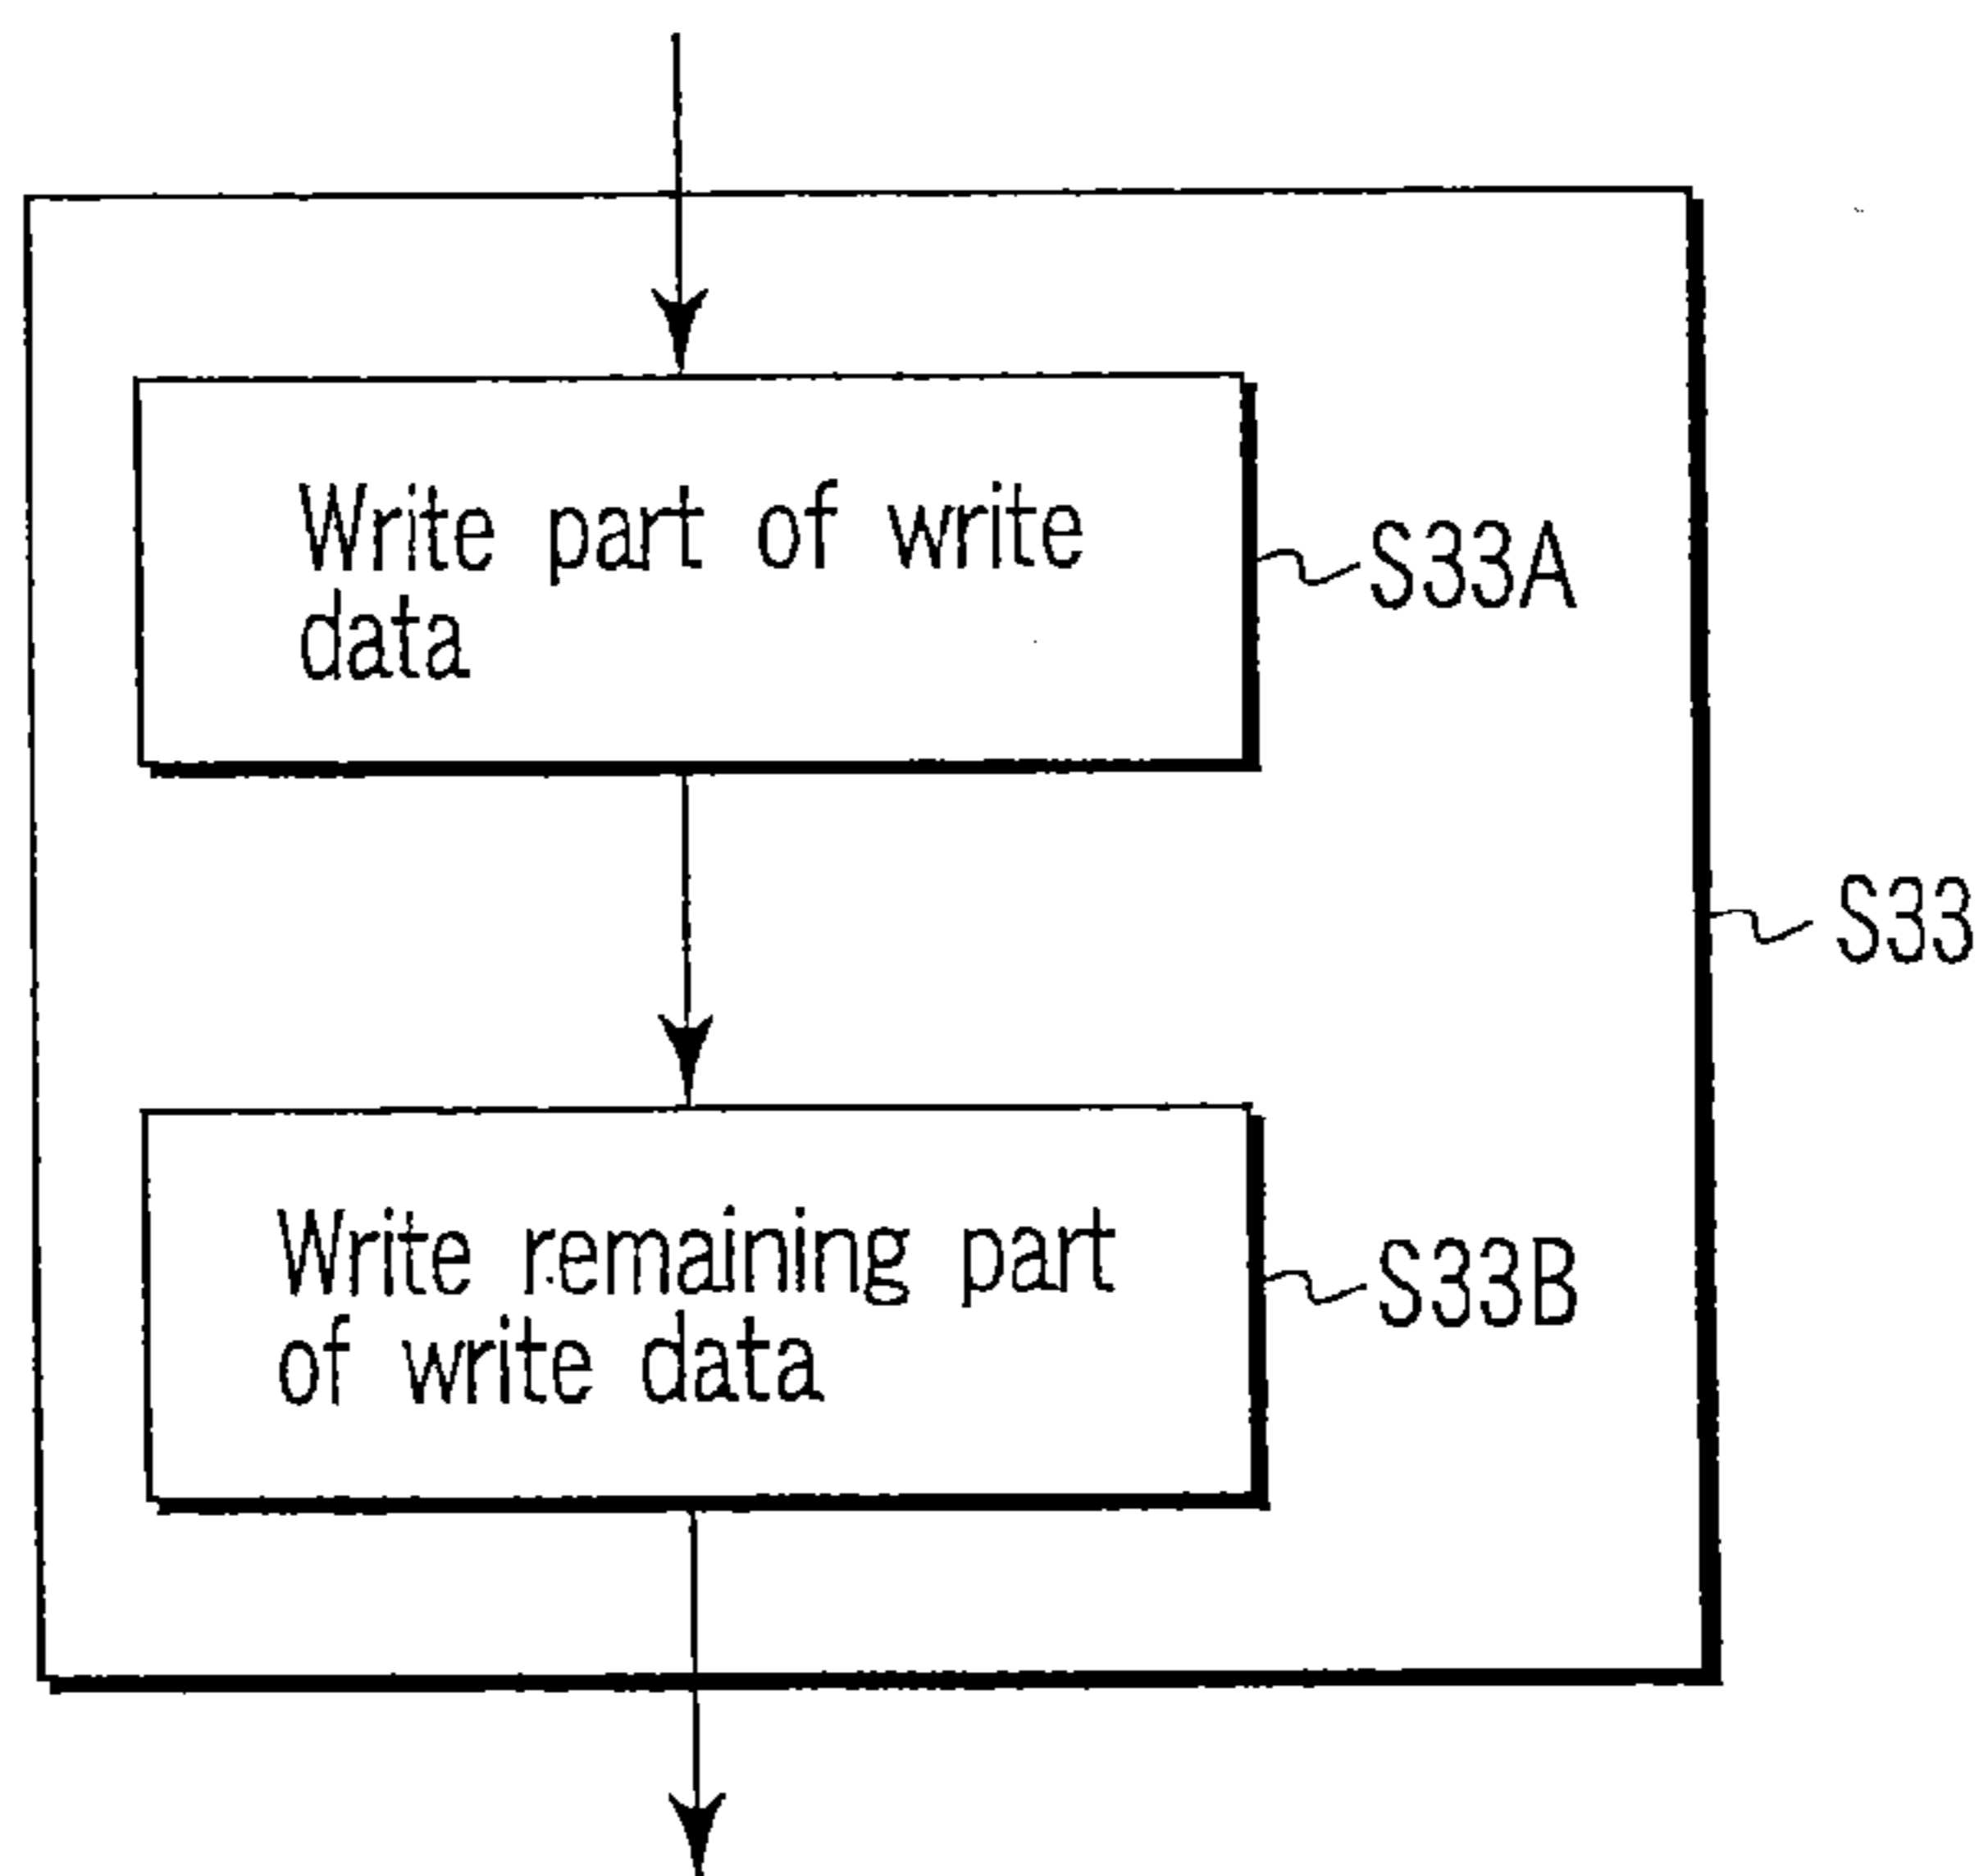 Write part of write
data
S33A
S33
Write remaining part
of write data
S33B